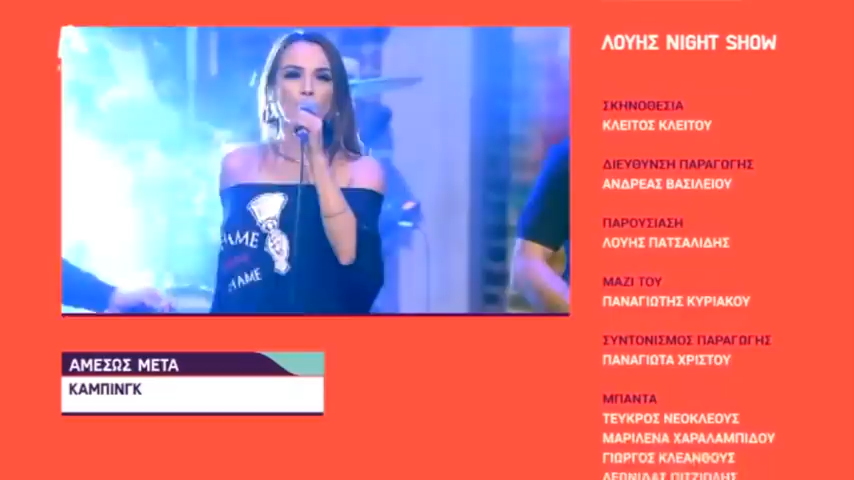 ΛΟΥΗΣ NIGHT SHOW
ΣΚΗΝΟΘΕΣΙΑ
ΚΛΕΙΤΟΣ ΚΛΕΙΤΟΥ
ΔΙΕΥΘΥΝΣΗ ΠΑΡΑΓΩΓΗΣ
ΑΝΔΡΕΑΣ ΒΑΣΙΛΕΙΟΥ
ΠΑΡΟΥΣΙΑΣΗ
ΛΟΥΗΣ ΠΑΤΣΑΛΙΔΗΣ
ΜΑΖΙ ΤΟΥ
ΠΑΝΑΓΙΩΤΗΣ ΚΥΡΙΑΚΟΥ
ΣΥΝΤΟΝΙΣΜΟΣ ΠΑΡΑΓΩΓΗΣ
ΠΑΝΑΓΙΩΤΑ ΧΡΙΣΤΟΥ
ΜΠΑΝΤΑ
ΤΕΥΚΡΟΣ ΝΕΟΚΛΕΟΥΣ
ΜΑΡΙΛΕΝΑ ΧΑΡΑΛΑΜΠΙΔΟΥ
ΓΙΩΡΓΟΣ ΚΛΕΑΝΘΟΥΣ
ΛΕΩΝΙΔΑΣ
ΑΜΕΣΩΣ ΜΕΤΑ
ΚΑΜΠΙΝΓΚ